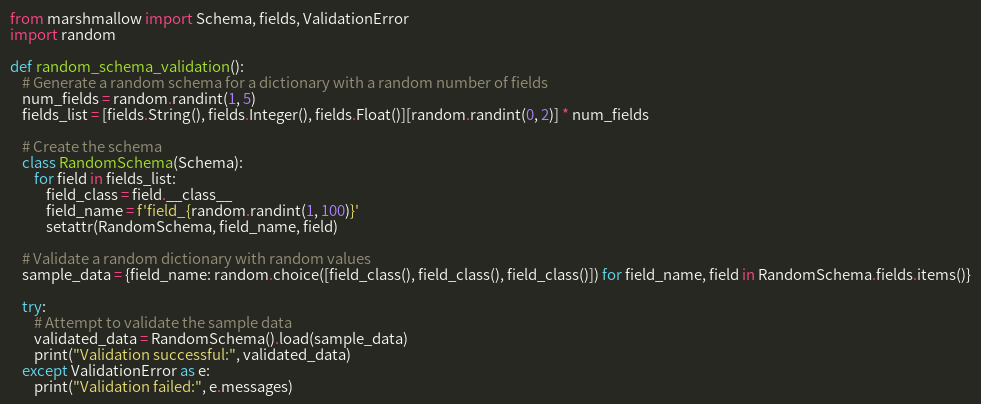 from marshmallow import Schema, fields, ValidationError
import random

def random_schema_validation():
    # Generate a random schema for a dictionary with a random number of fields
    num_fields = random.randint(1, 5)
    fields_list = [fields.String(), fields.Integer(), fields.Float()][random.randint(0, 2)] * num_fields

    # Create the schema
    class RandomSchema(Schema):
        for field in fields_list:
            field_class = field.__class__
            field_name = f'field_{random.randint(1, 100)}'
            setattr(RandomSchema, field_name, field)

    # Validate a random dictionary with random values
    sample_data = {field_name: random.choice([field_class(), field_class(), field_class()]) for field_name, field in RandomSchema.fields.items()}

    try:
        # Attempt to validate the sample data
        validated_data = RandomSchema().load(sample_data)
        print("Validation successful:", validated_data)
    except ValidationError as e:
        print("Validation failed:", e.messages)